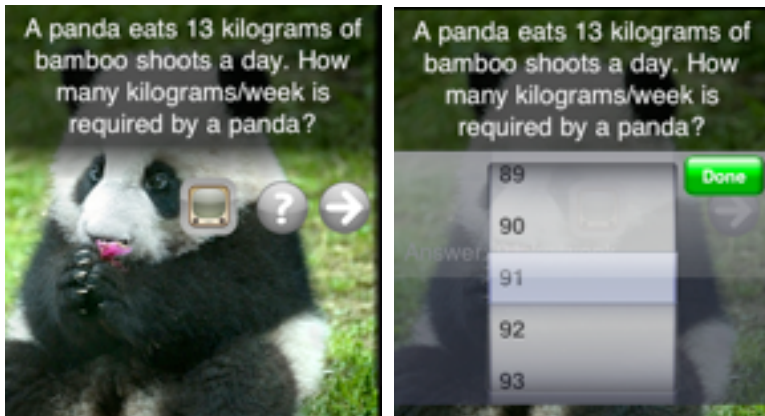 A panda eats 13 kilograms of
bamboo shoots a day. How
many kilograms/week is
required by a panda?
?
A panda eats 13 kilograms of
bamboo shoots a day. How
many kilograms/week is
required by a panda?
89
Done
90
Answer
91
92
93